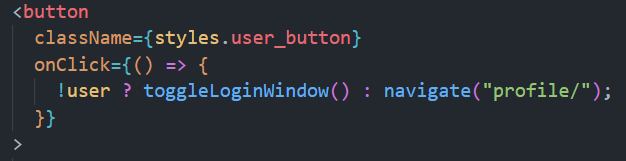 <button
className={styles.user_button}
onClick={() => {
!user ? toggleLoginWindow() : navigate("profile/");
}}
>